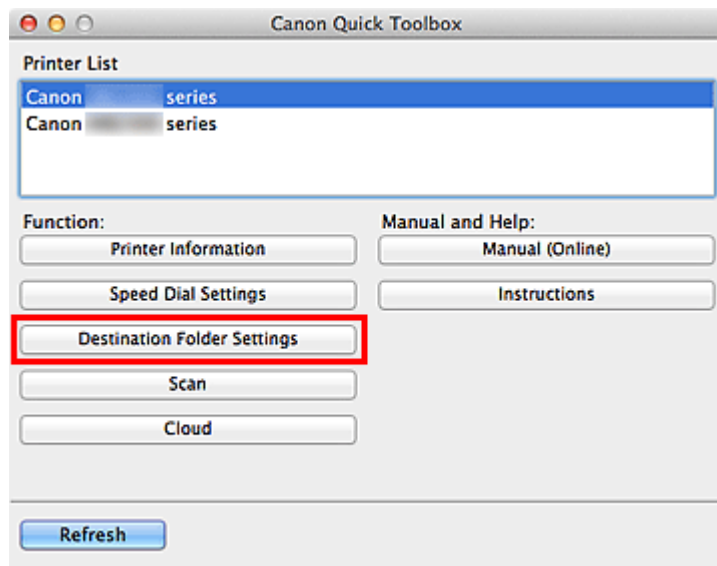 Canon Quick Toolbox
Printer List
Canon series
Canon series
Function:
Printer Information
Speed Dial Settings
Destination Folder Settings
Scan
Cloud
Manual and Help:
Manual (Online)
Instructions
Refresh